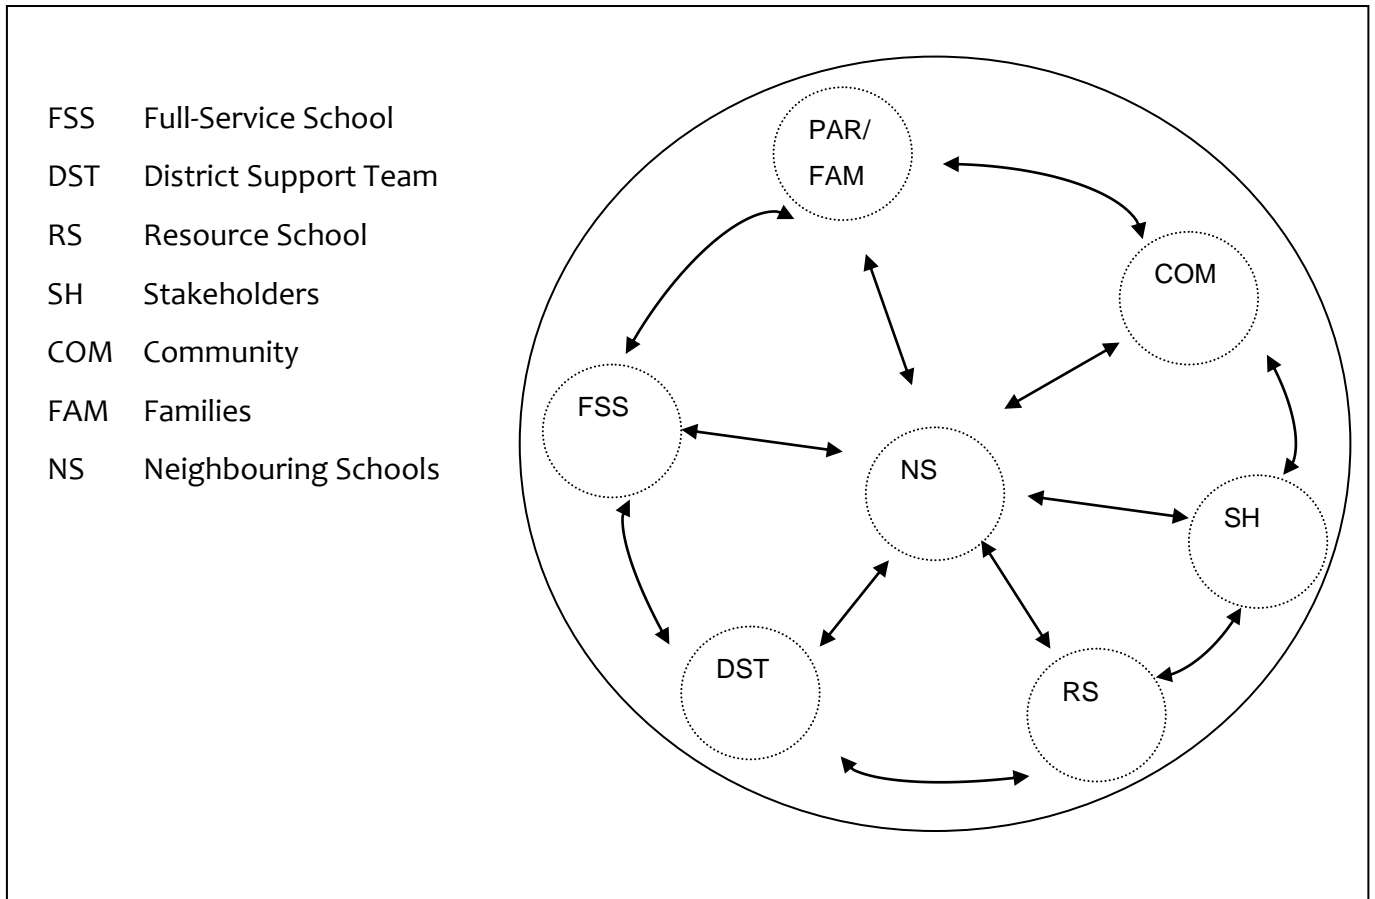 FSS Full-Service School
DST District Support Team
RS Resource School
SH Stakeholders
COM Community
FAM Families
NS Neighbouring Schools
PAR/
FAM
COM
FSS
NS
SH
DST
RS